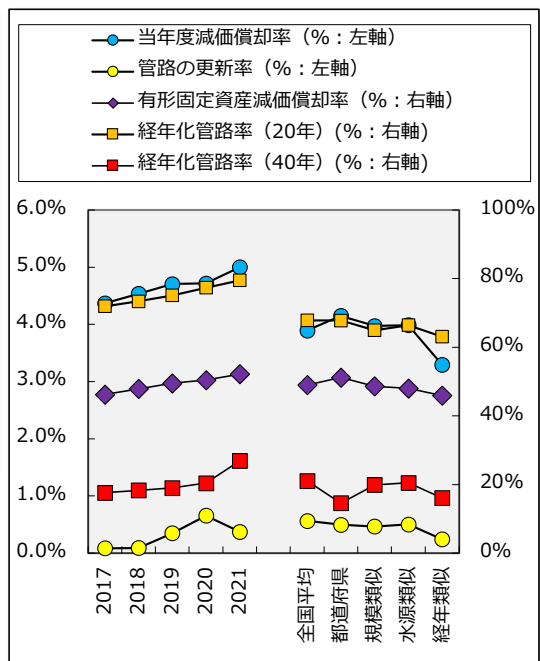 当年度減価償却率（%：左軸）
管路の更新率（%：左軸）
有形固定資産減価償却率（%：右軸）
経年化管路率（20年）(%：右軸)
経年化管路率（40年）(%：右軸)
6.0%
5.0%
4.0%
3.0%
2.0%
1.0%
0.0%
100%
80%
60%
40%
20%
0%
2017
2018
2019
2020
2021
全国平均
都道府県
規模類似
水源類似
経年類似